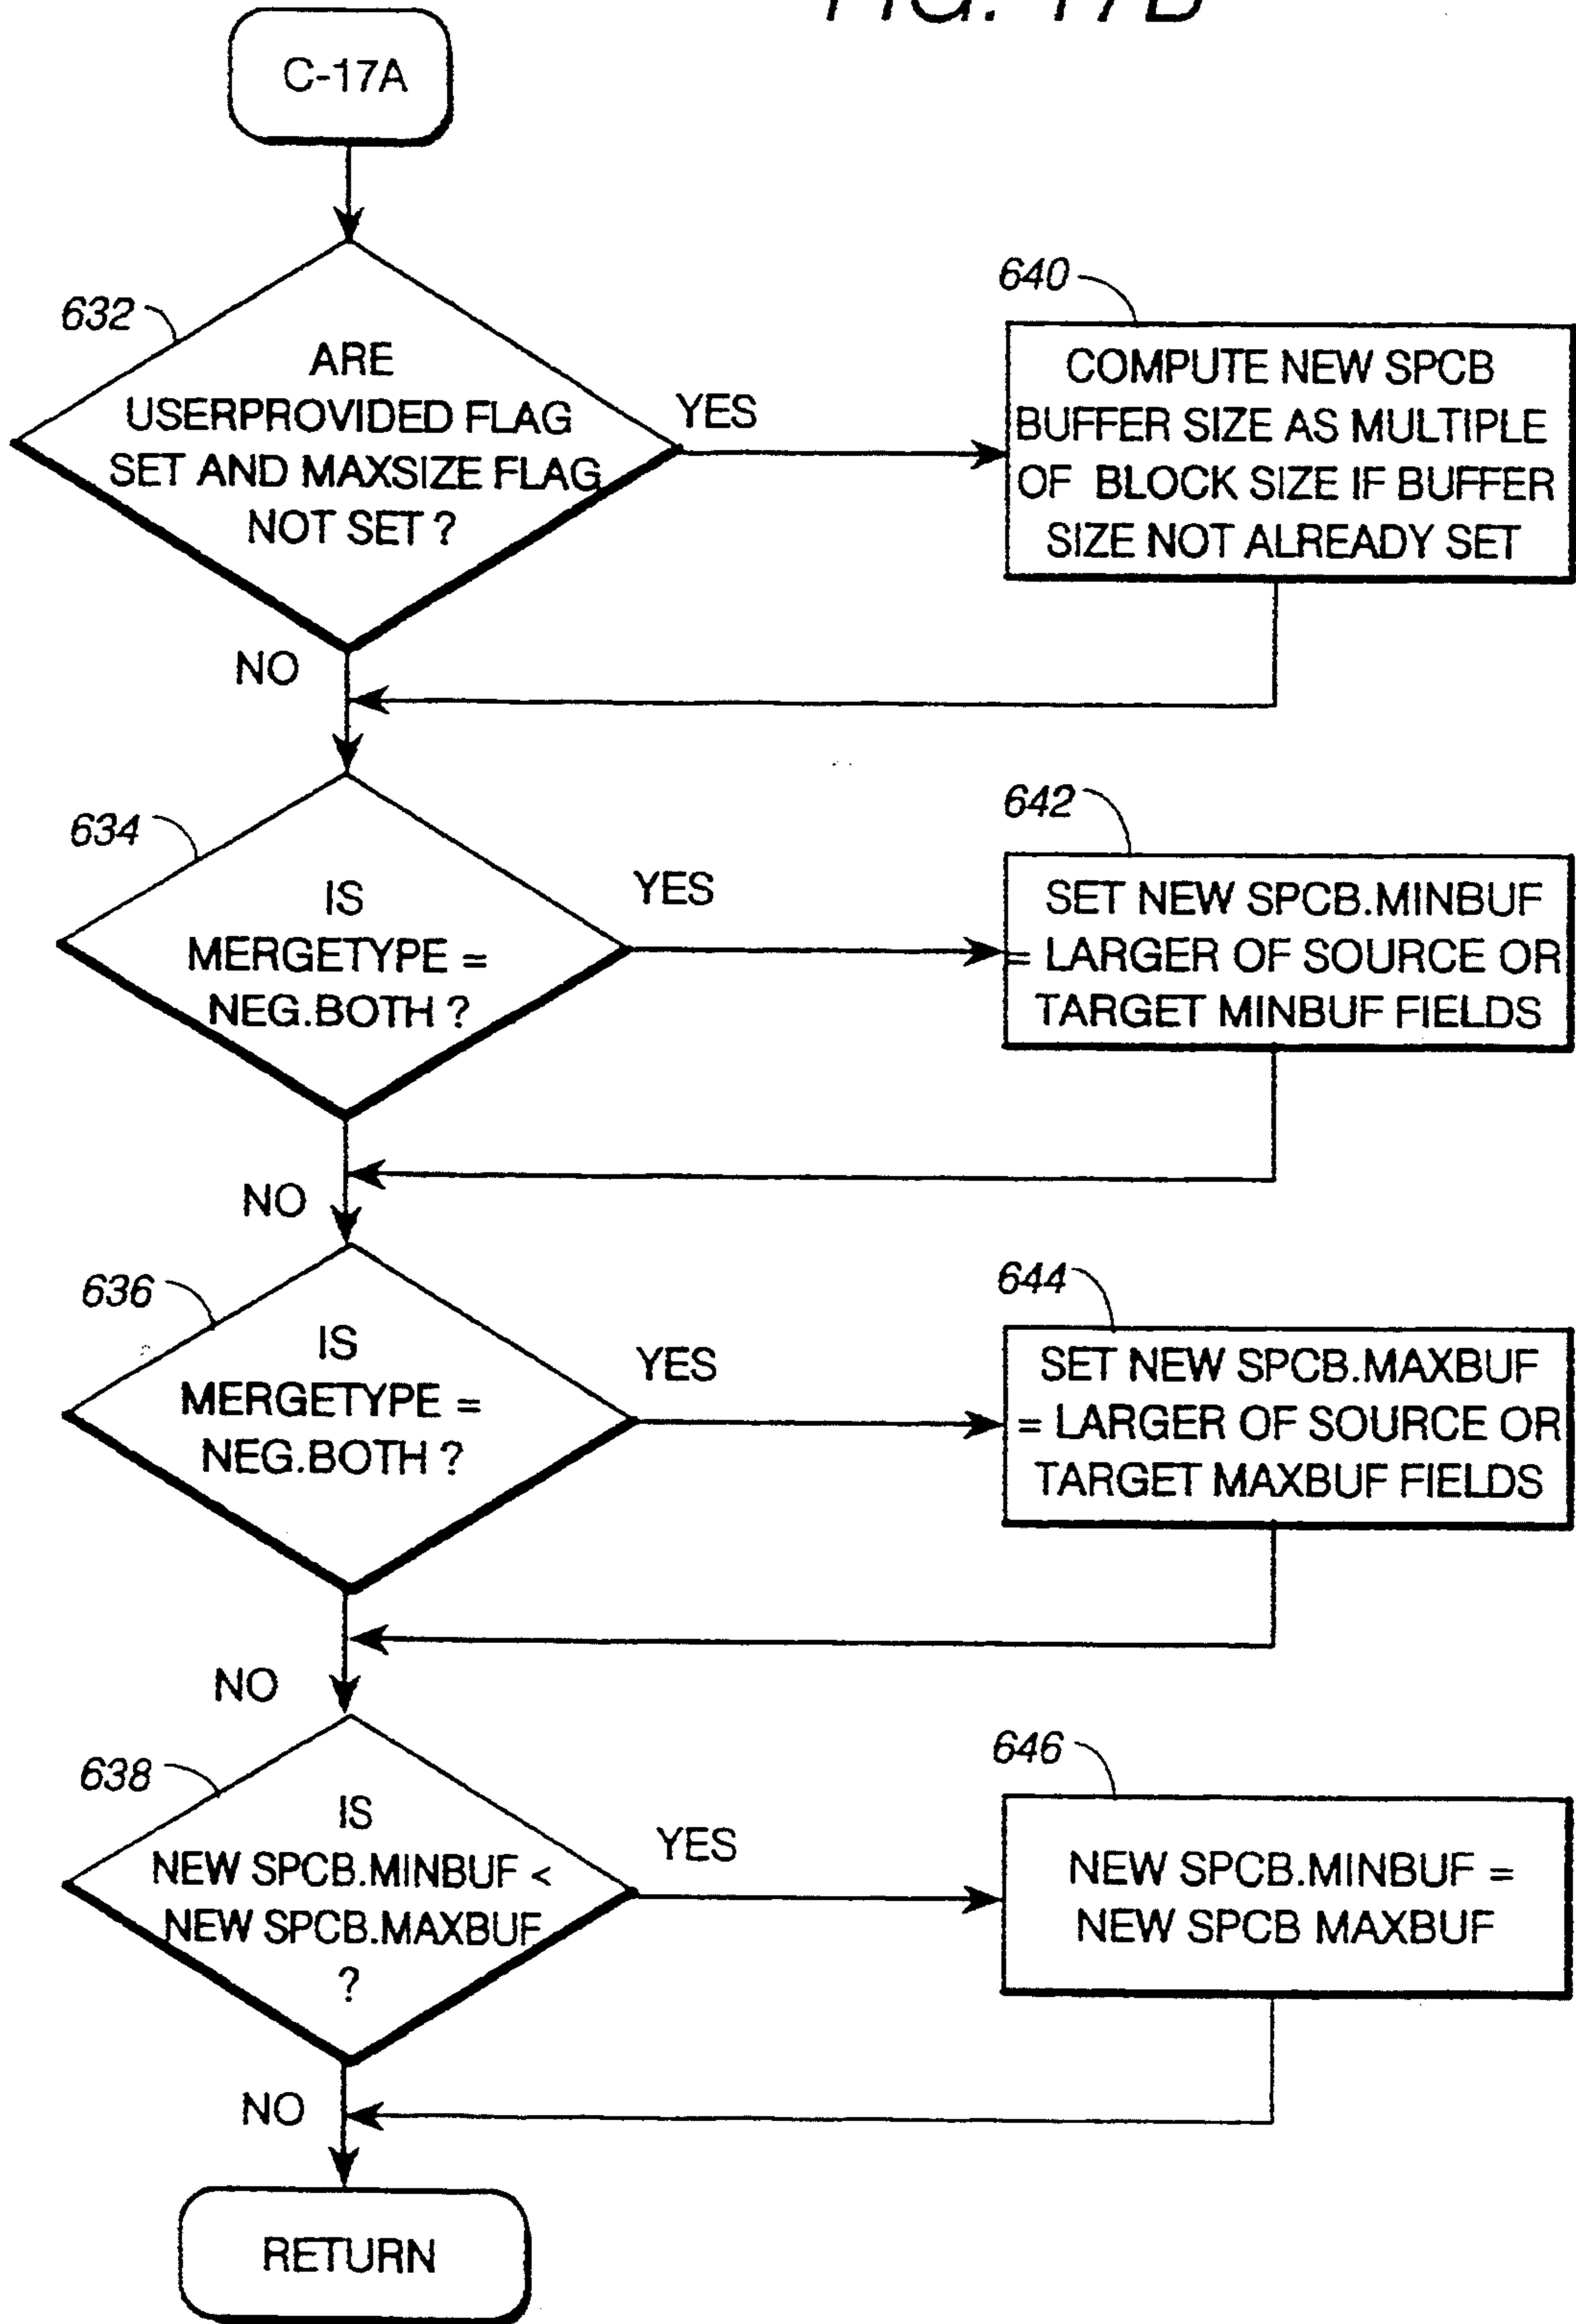 FIG. 17B
C-17A
632
ARE
USERPROVIDED FLAG
SET AND MAXSIZE FLAG
NOT SET ?
YES
NO
640
COMPUTE NEW SPCB
BUFFER SIZE AS MULTIPLE
OF BLOCK SIZE IF BUFFER
SIZE NOT ALREADY SET
634
IS
MERGETYPE =
NEG.BOTH ?
YES
NO
642
SET NEW SPCB.MINBUF
= LARGER OF SOURCE OR
TARGET MINBUF FIELDS
636
IS
MERGETYPE =
NEG.BOTH ?
YES
NO
644
SET NEW SPCB.MAXBUF
= LARGER OF SOURCE OR
TARGET MAXBUF FIELDS
638
IS
NEW SPCB.MINBUF <
NEW SPCB.MAXBUF
?
YES
NO
646
NEW SPCB.MINBUF =
NEW SPCB MAXBUF
RETURN